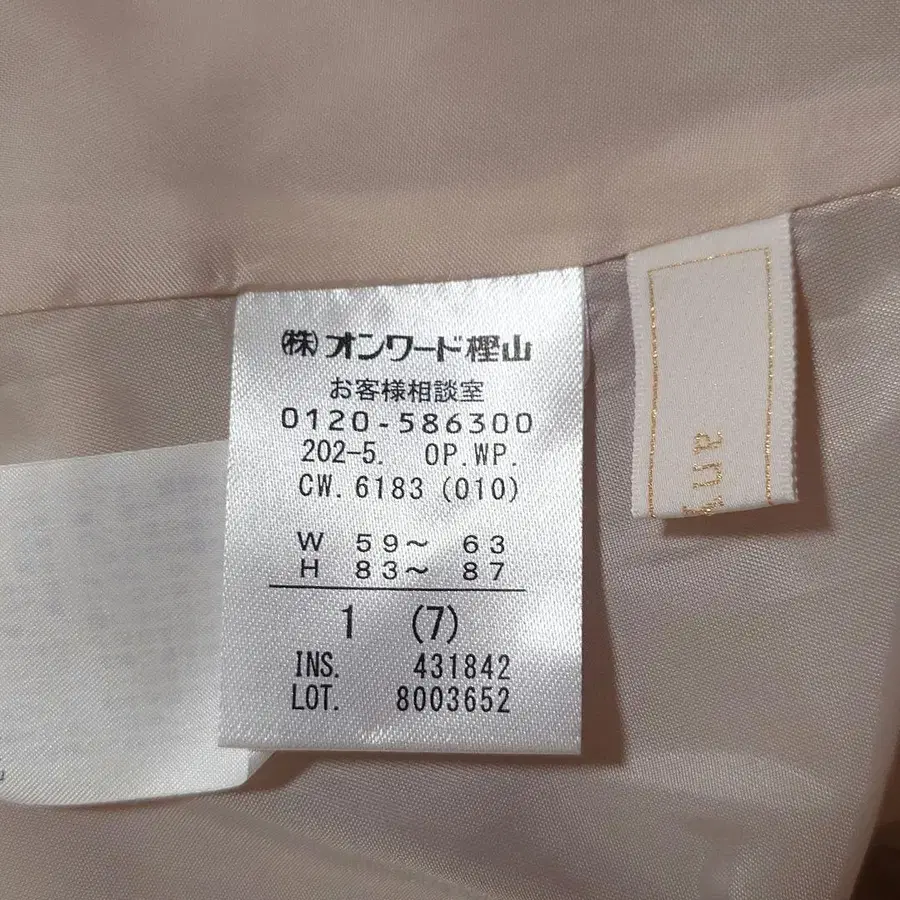 ㈱オンワード樫山
お客様相談室
0120-586300
202-5. OP.WP.
CW.6183(010)
W 59~ 63
H 83~ 87
1 (7)
INS. 431842
LOT. 8003652